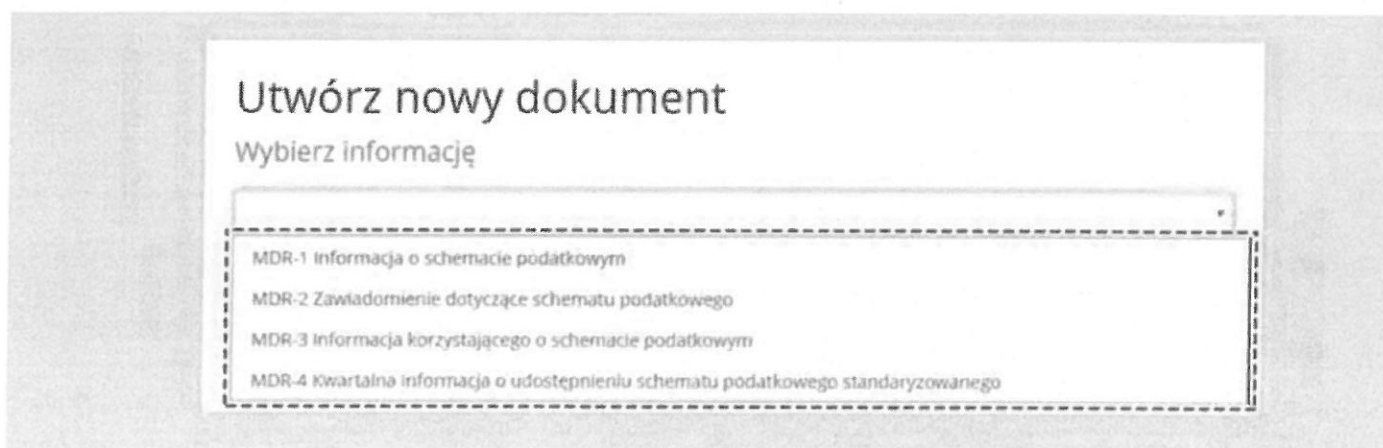 Utwórz nowy dokument
Wybierz informację
MDR-1 Informacja o schemacie podatkowym
MDR-2 Zawiadomienie dotyczące schematu podatkowego
MDR-3 Informacja korzystającego o schemacie podatkowym
MDR-4 Kwartalna informacja o udostępnieniu schematu podatkowego standaryzowanego